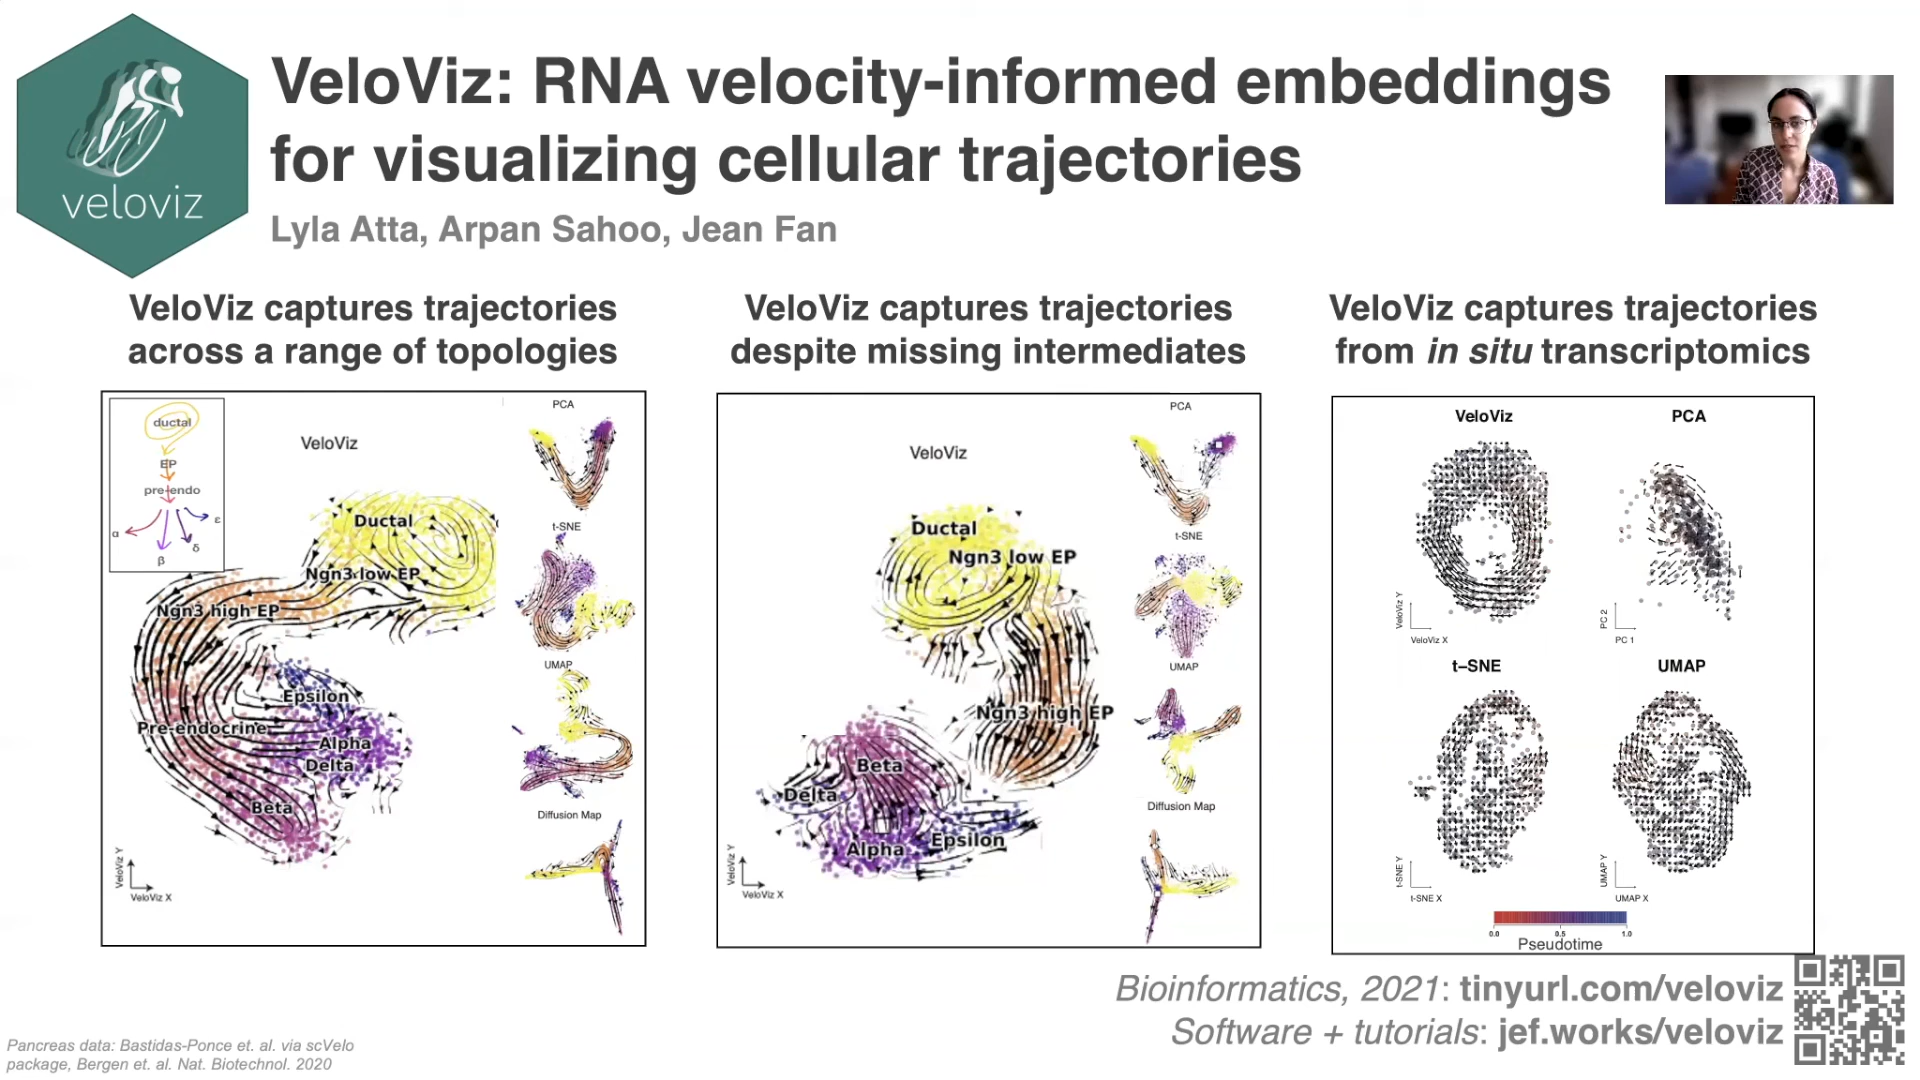 veloviz
VeloViz: RNA velocity-informed embeddings
for visualizing cellular trajectories
Lyla Atta, Arpan Sahoo, Jean Fan
VeloViz captures trajectories
across a range of topologies
ductal
EP
pre-endo
α
β
δ
ε
VeloViz
Ductal
Ngn3 low EP
Ngn3 high EP
Epsilon
Pre-endocrine
Alpha
Delta
Beta
VeloViz Y
VeloViz X
PCA
t-SNE
UMAP
Diffusion Map
VeloViz captures trajectories
despite missing intermediates
VeloViz
Ductal
Ngn3 low EP
Ngn3 high EP
Beta
Delta
Alpha
Epsilon
VeloViz Y
VeloViz X
PCA
t-SNE
UMAP
Diffusion Map
VeloViz captures trajectories
from in situ transcriptomics
VeloViz
VeloViz Y
VeloViz X
PCA
PC 2
PC 1
t–SNE
t-SNE Y
t-SNE X
UMAP
UMAP Y
UMAP X
0.0 0.5 1.0
Pseudotime
Bioinformatics, 2021: tinyurl.com/veloviz
Software + tutorials: jef.works/veloviz
Pancreas data: Bastidas-Ponce et. al. via scVelo
package, Bergen et. al. Nat. Biotechnol. 2020